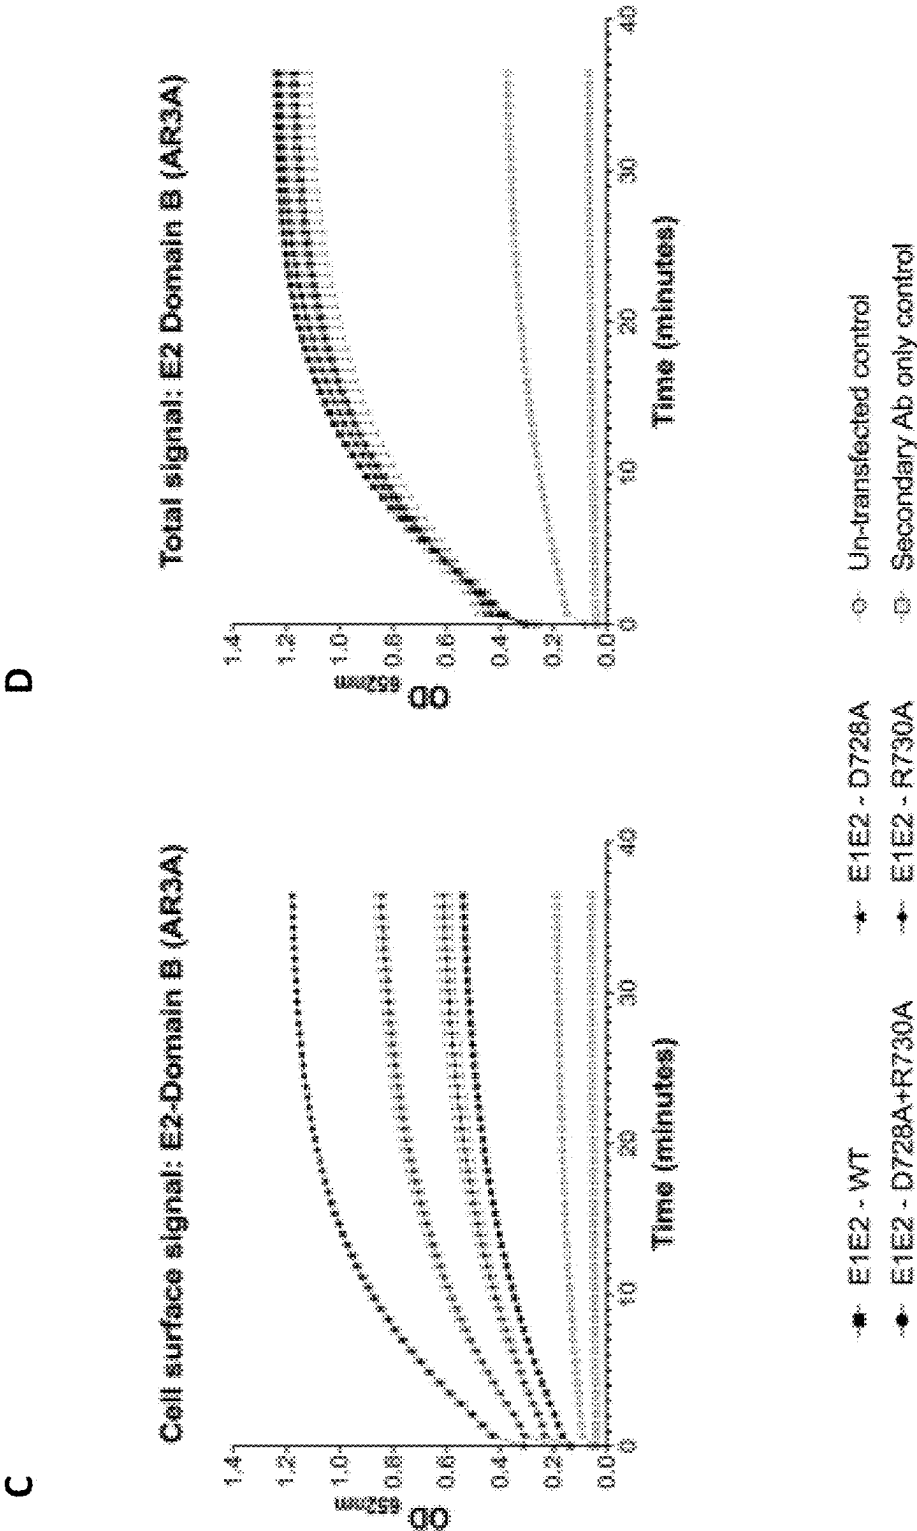 C
Cell surface signal: E2-Domain B (AR3A)
OD 652nm
1.4
1.2
1.0
0.8
0.6
0.4
0.2
0.0
0 10 20 30 40
Time (minutes)
D
Total signal: E2 Domain B (AR3A)
OD 652nm
1.4
1.2
1.0
0.8
0.6
0.4
0.2
0.0
0 10 20 30 40
Time (minutes)
E1E2 - WT
E1E2 - D728A
Un-transfected control
E1E2 - D728A+R730A
E1E2 - R730A
Secondary Ab only control